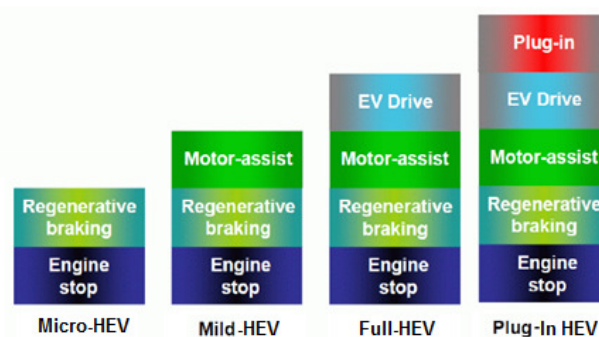 Plug-in
EV Drive
EV Drive
Motor-assist
Motor-assist
Motor-assist
Regenerative
braking
Regenerative
braking
Regenerative
braking
Regenerative
braking
Engine
stop
Engine
stop
Engine
stop
Engine
stop
Micro-HEV
Mild-HEV
Full-HEV
Plug-In HEV